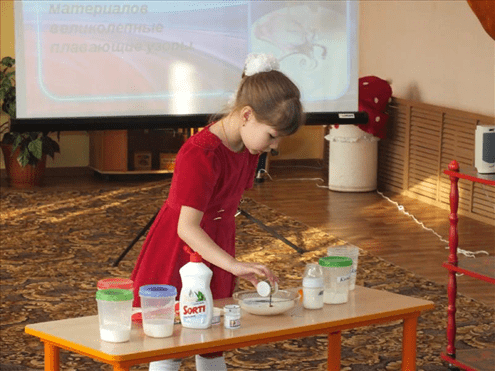 Материалов
великолепные
плавающие узоры
SORTI